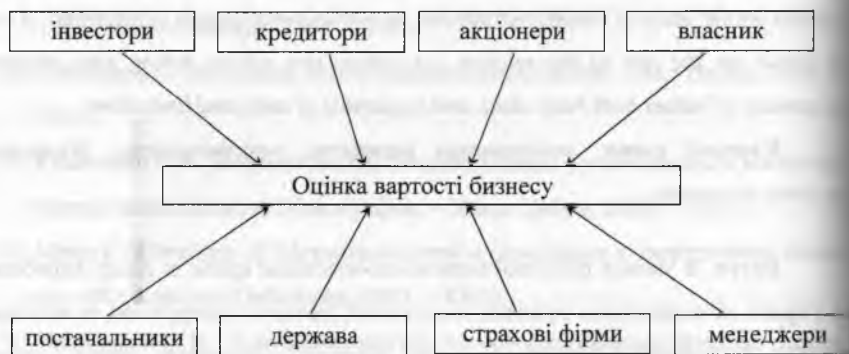 інвестори кредитори акціонери власник
Оцінка вартості бизнесу
постачальники держава страхові фірми менеджери